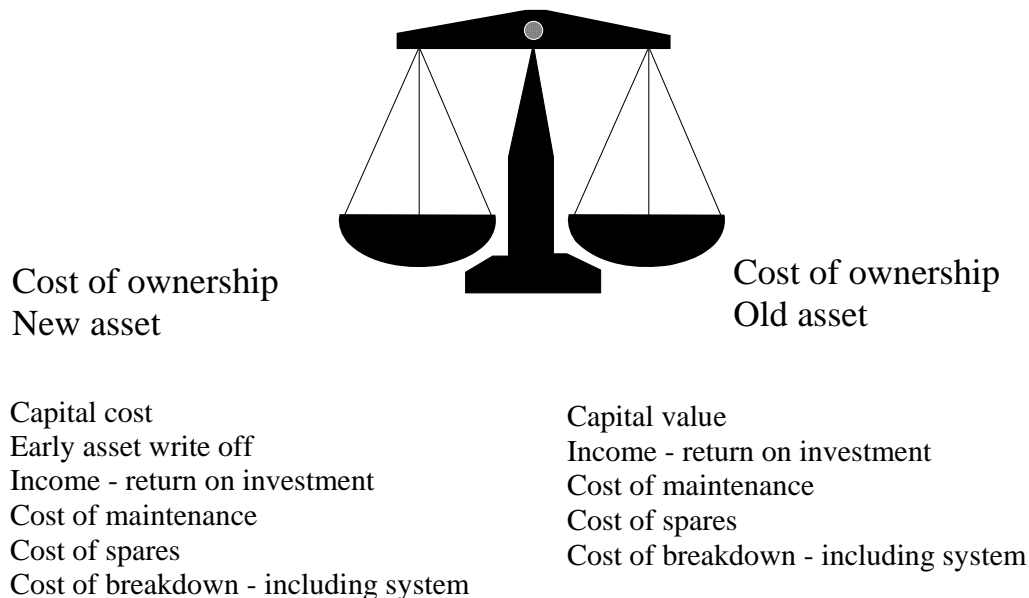 Cost of ownership
New asset
Cost of ownership
Old asset
Capital cost
Early asset write off
Income - return on investment
Cost of maintenance
Cost of spares
Cost of breakdown - including system
Capital value
Income - return on investment
Cost of maintenance
Cost of spares
Cost of breakdown - including system